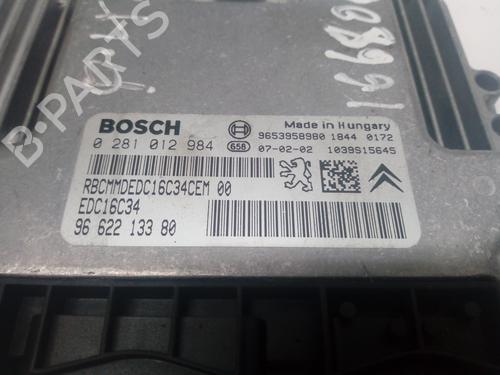 B-PARTS
BOSCH
0 281 012 984
658
Made in Hungary
9653958980 1844 0172
07-02-02 1039S15645
RBCMMDEDC16C34CEM 00
EDC16C34
96 622 133 80